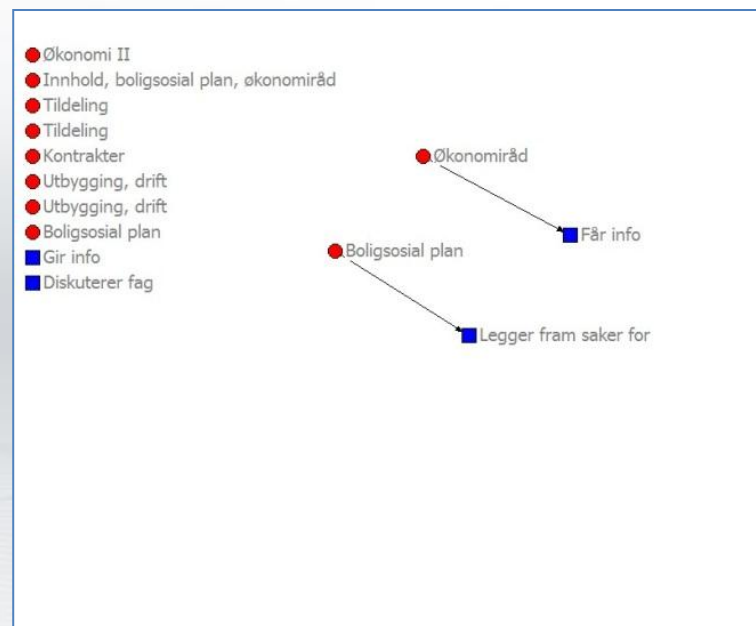 Økonomi II
Innhold, boligsosial plan, økonomiråd
Tildeling
Tildeling
Kontrakter
Økonomiråd
Utbygging, drift
Utbygging, drift
Boligsosial plan
Får info
Boligsosial plan
Gir info
Diskuterer fag
Legger fram saker for